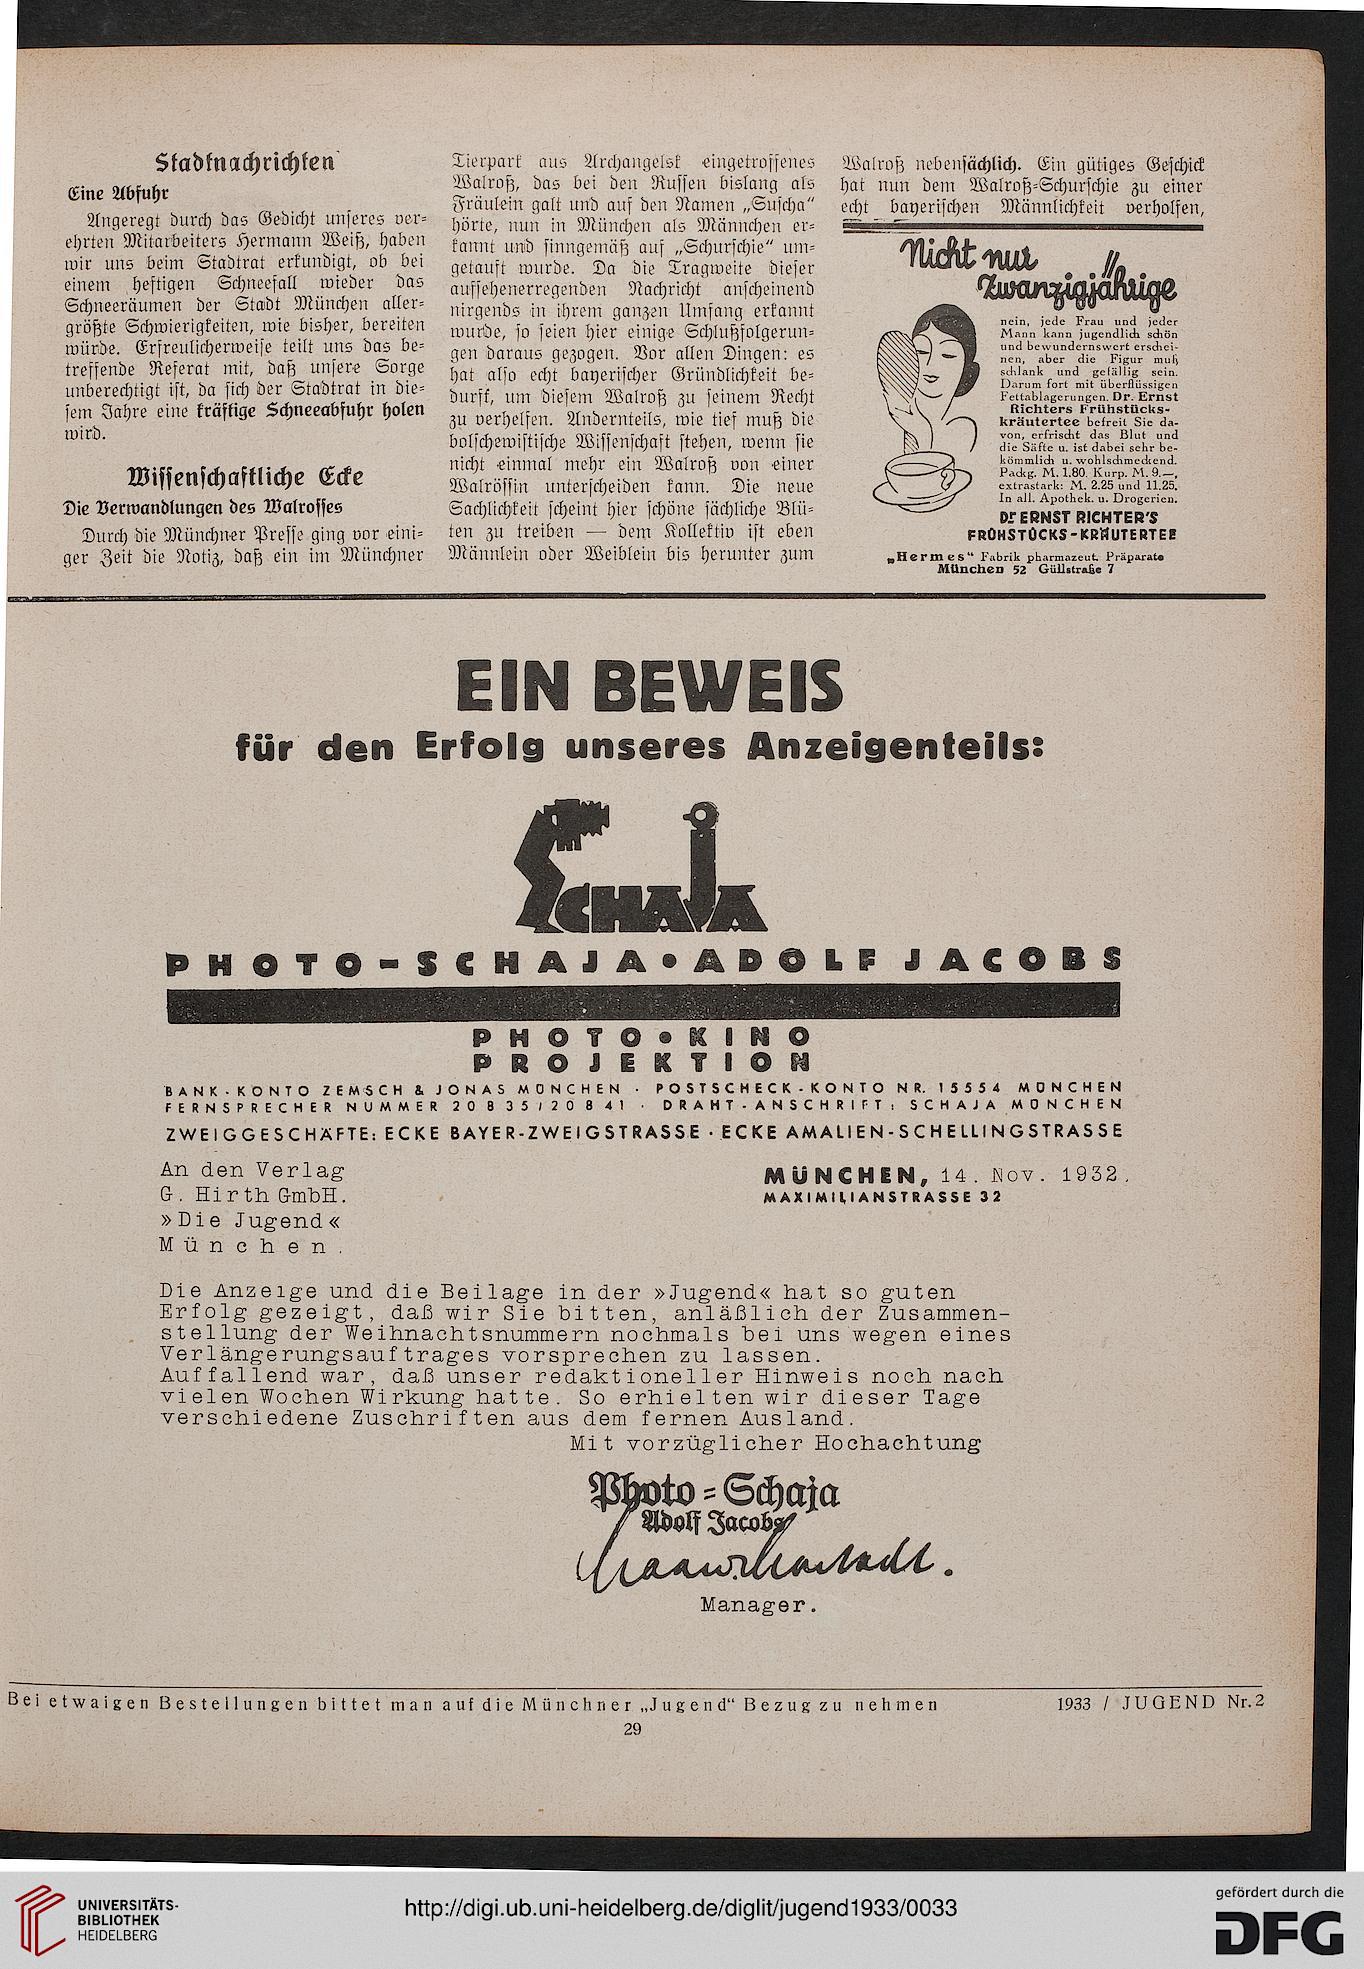 Stadtnachrichten
Eine Abfuhr
Angeregt durch das Gedicht unseres ver-
ehrten Mitarbeiters Hermann Weiß, haben
wir uns beim Stadtrat erkundigt, ob bei
einem heftigen Schneefall wieder das
Schneeräumen der Stadt München aller-
größte Schwierigkeiten, wie bisher, bereiten
würde. Erfreulicherweise teilt uns das be-
treffende Referat mit, daß unsere Sorge
unberechtigt ist, da sich der Stadtrat in die-
sem Jahre eine kräftige Schneeabfuhr holen
wird.
Wissenschaftliche Ecke
Die Verwandlungen des Walrosses
Durch die Münchner Presse ging vor eini-
ger Zeit die Notiz, daß ein im Münchner
Tierpark aus Archangelsk eingetroffenes
Walroß, das bei den Russen bislang als
Fräulein galt und auf den Namen „Suscha“
hörte, nun in München als Männchen er-
kannt und sinngemäß auf „Schurschie“ um-
getauft wurde. Da die Tragweite dieser
aufsehenerregenden Nachricht anscheinend
nirgends in ihrem ganzen Umfang erkannt
wurde, so seien hier einige Schlußfolgerun-
gen daraus gezogen. Vor allen Dingen: es
hat also echt bayerischer Gründlichkeit be-
durft, um diesem Walroß zu seinem Recht
zu verhelfen. Andernteils, wie tief muß die
bolschewistische Wissenschaft stehen, wenn sie
nicht einmal mehr ein Walroß von einer
Walrössin unterscheiden kann. Die neue
Sachlichkeit scheint hier schöne sächliche Blü-
ten zu treiben — dem Kollektiv ist eben
Männlein oder Weiblein bis herunter zum
Walroß nebensächlich. Ein gütiges Geschick
hat nun dem Walroß-Schurschie zu einer
echt bayerischen Männlichkeit verholfen,
Nicht nur
Zwanzigjährige
nein, jede Frau und jeder
Mann kann jugendlich schön
und bewundernswert erschei-
nen, aber die Figur muß
schlank und gefällig sein.
Darum fort mit überflüssigen
Fettablagerungen. Dr. Ernst
Richters Frühstücks-
kräutertee befreit Sie da-
von, erfrischt das Blut und
die Säfte u. ist dabei sehr be-
kömmlich u. wohlschmeckend.
Packg. M. 1.80. Kurp. M. 9.—,
extrastark: M. 2.25 und 11.25.
In all. Apothek. u. Drogerien.
Dr ERNST RICHTER'S
FRÜHSTÜCKS-KRÄUTERTEE
„Hermes“ Fabrik pharmazeut. Präparate
München 52 Güllstraße 7
EIN BEWEIS
für den Erfolg unseres Anzeigenteils:
SCHAJA
PHOTO-SCHAJA•ADOLF JACOBS
PHOTO•KINO
PROJEKTION
BANK-KONTO ZEMSCH & JONAS MÜNCHEN · POSTSCHECK-KONTO NR. 15554 MÜNCHEN
FERNSPRECHER NUMMER 20835/20841 · DRAHT-ANSCHRIFT: SCHAJA MÜNCHEN
ZWEIGGESCHÄFTE: ECKE BAYER-ZWEIGSTRASSE · ECKE AMALIEN-SCHELLINGSTRASSE
An den Verlag
G. Hirth GmbH.
»Die Jugend«
München.
MÜNCHEN, 14. Nov. 1932.
MAXIMILIANSTRASSE 32
Die Anzeige und die Beilage in der »Jugend« hat so guten
Erfolg gezeigt, daß wir Sie bitten, anläßlich der Zusammen-
stellung der Weihnachtsnummern nochmals bei uns wegen eines
Verlängerungsauftrages vorsprechen zu lassen.
Auffallend war, daß unser redaktioneller Hinweis noch nach
vielen Wochen Wirkung hatte. So erhielten wir dieser Tage
verschiedene Zuschriften aus dem fernen Ausland.
Mit vorzüglicher Hochachtung
Photo-Schaja
Adolf Jacobs
Manager.
Bei etwaigen Bestellungen bittet man auf die Münchner „Jugend“ Bezug zu nehmen
1933 / JUGEND Nr. 2
29
UNIVERSITÄTS-
BIBLIOTHEK
HEIDELBERG
http://digi.ub.uni-heidelberg.de/diglit/jugend1933/0033
gefördert durch die
DFG